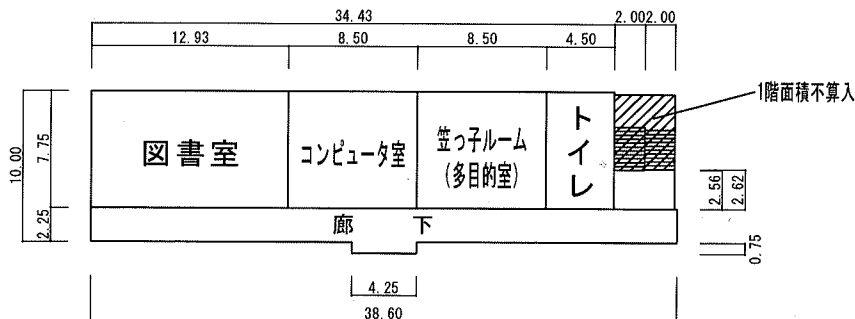 34.43
2.00
2.00
12.93
8.50
8.50
4.50
1階面積不算入
10.00
7.75
2.25
図書室
コンピュータ室
笠っ子ルーム
(多目的室)
トイレ
2.56
2.62
廊下
0.75
4.25
38.60